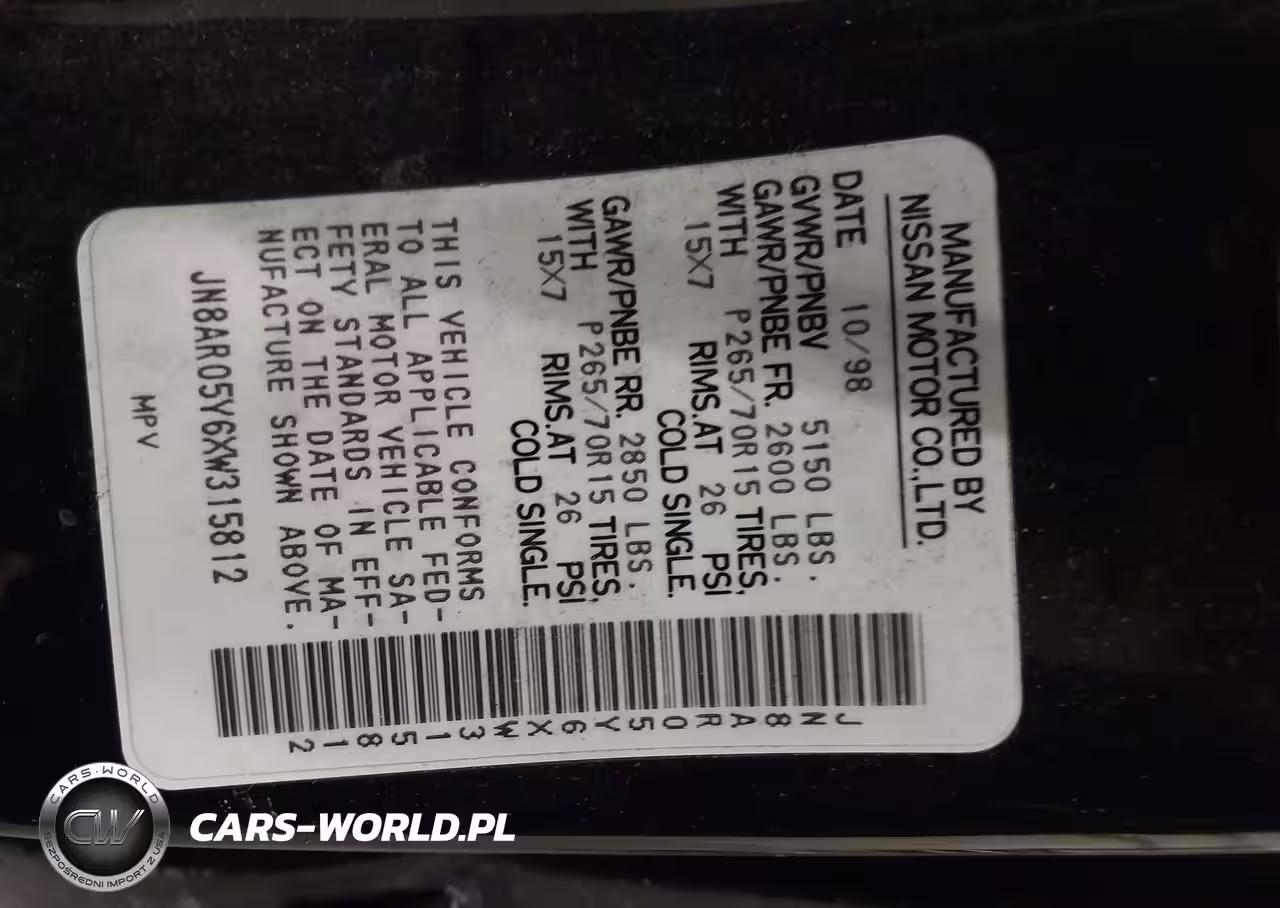 MANUFACTURED BY
NISSAN MOTOR CO.,LTD.
DATE 10/98
GVWR/PNBV 5150 LBS.
GAWR/PNBE FR. 2600 LBS.
WITH P265/70R15 TIRES,
15X7 RIMS.AT 26 PSI
COLD SINGLE.
GAWR/PNBE RR. 2850 LBS.
WITH P265/70R15 TIRES,
15X7 RIMS.AT 26 PSI
COLD SINGLE.
THIS VEHICLE CONFORMS
TO ALL APPLICABLE FED-
ERAL MOTOR VEHICLE SA-
FETY STANDARDS IN EFF-
ECT ON THE DATE OF MA-
NUFACTURE SHOWN ABOVE.
JN8AR05Y6XW315812
MPV
JN8AR05Y6XW315812
CARS-WORLD
CW
BEZPOŚREDNI IMPORT Z USA
CARS-WORLD.PL